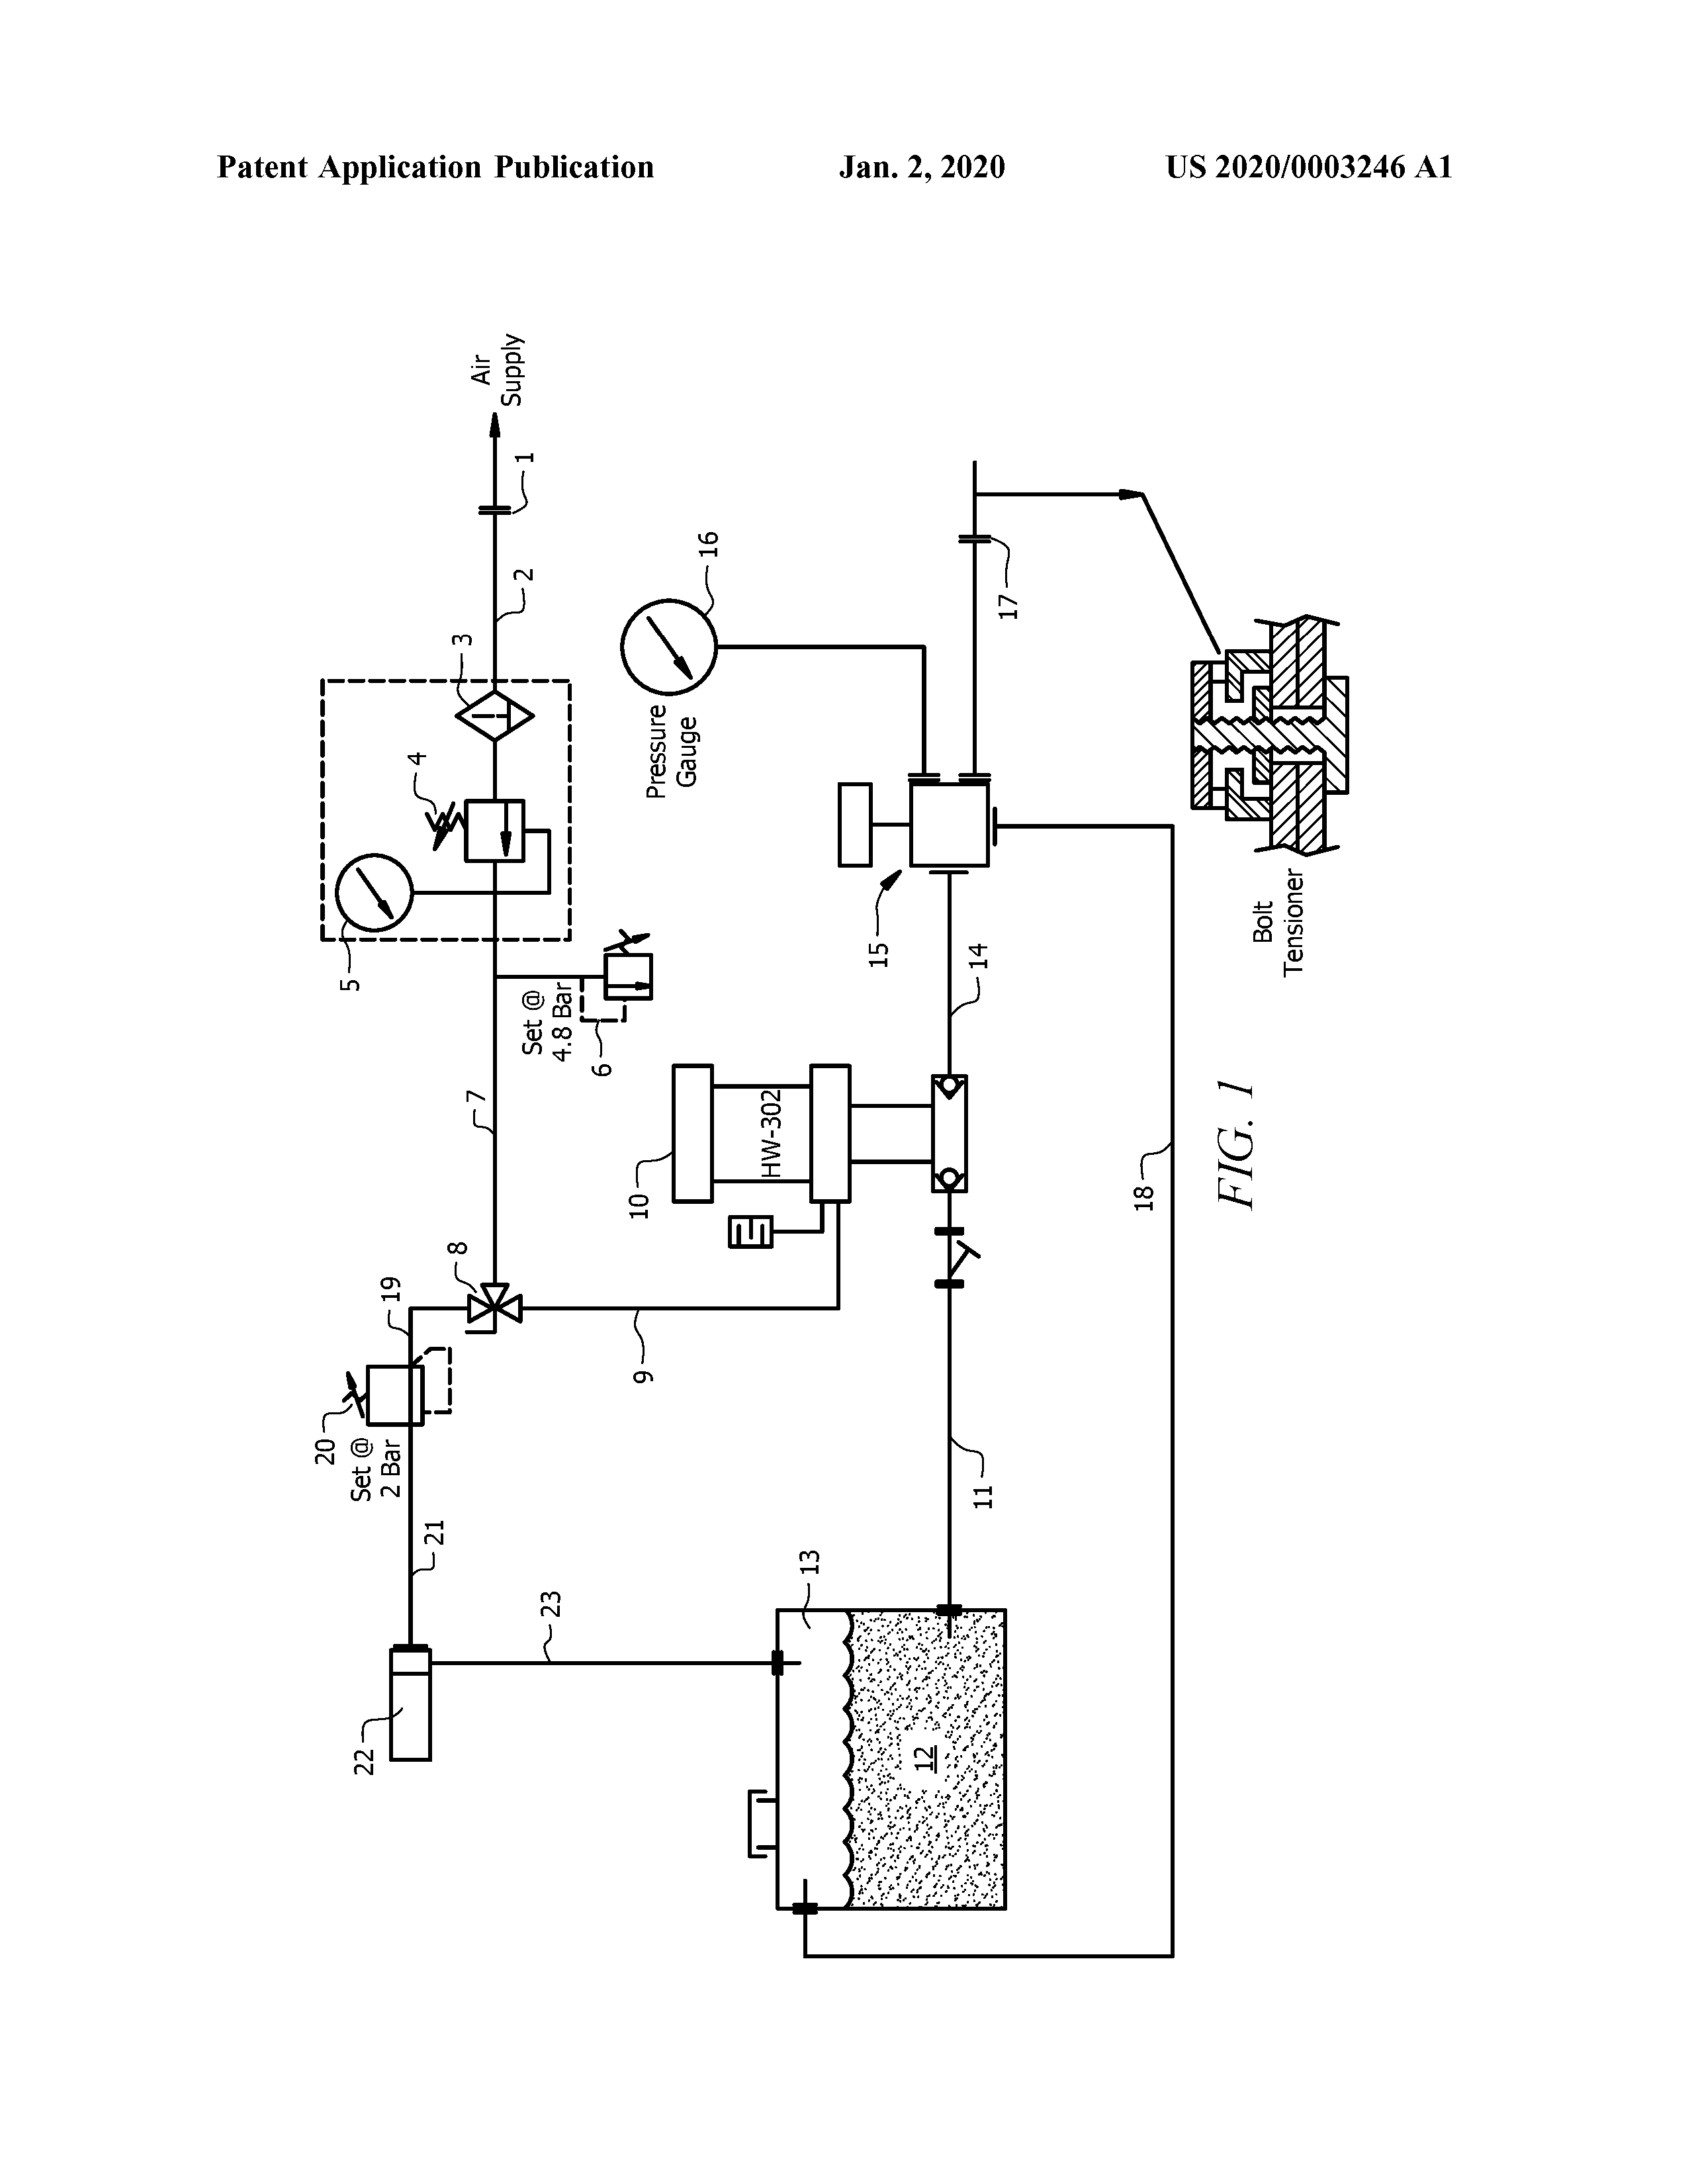 Patent Application Publication Jan. 2, 2020 US 2020/0003246 A1
Air
Supply
1
2
3
4
5
Set @
4.8 Bar
6
7
8
19
20
Set @
2 Bar
21
22
23
9
10
HW-302
Pressure
Gauge
16
15
17
14
11
13
12
18
Bolt
Tensioner
FIG. 1